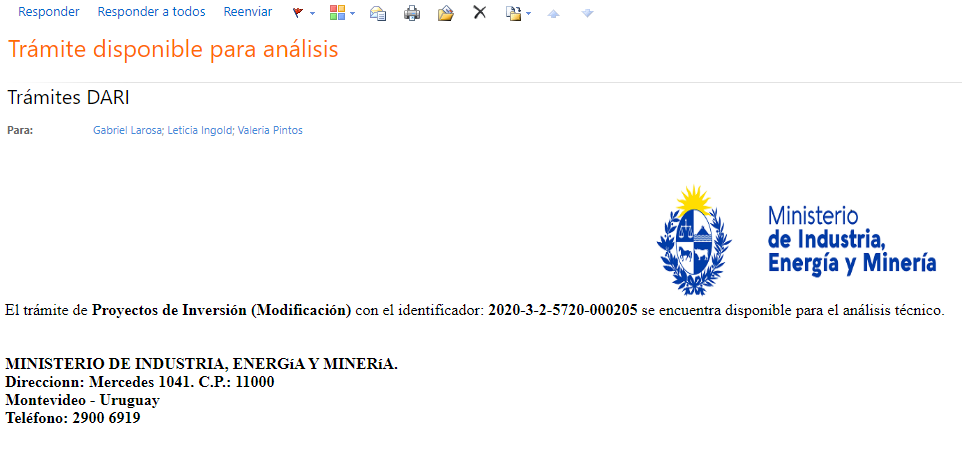 Responder Responder a todos Reenviar
Trámite disponible para análisis
Trámites DARI
Para: Gabriel Larosa; Leticia Ingold; Valeria Pintos
Ministerio
de Industria,
Energía y Minería
El trámite de Proyectos de Inversión (Modificación) con el identificador: 2020-3-2-5720-000205 se encuentra disponible para el análisis técnico.
MINISTERIO DE INDUSTRIA, ENERGíA Y MINERíA.
Direccionn: Mercedes 1041. C.P.: 11000
Montevideo - Uruguay
Teléfono: 2900 6919